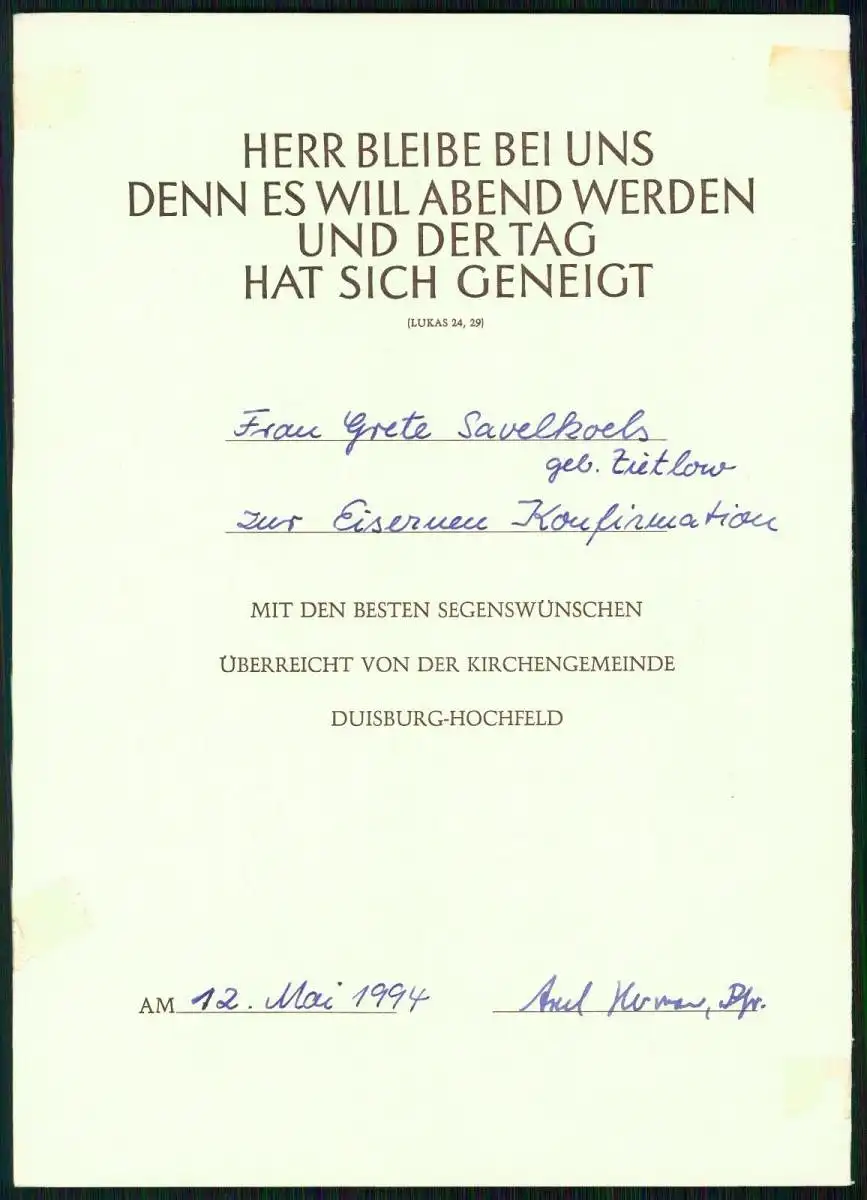 HERR BLEIBE BEI UNS
DENN ES WILL ABEND WERDEN
UND DER TAG
HAT SICH GENEIGT
(LUKAS 24, 29)
Frau Grete Savelkoels
geb. Zietlow
zur Eisernen Konfirmation
MIT DEN BESTEN SEGENSWÜNSCHEN
ÜBERREICHT VON DER KIRCHENGEMEINDE
DUISBURG-HOCHFELD
AM 12. Mai 1994
Axel , Pfr.